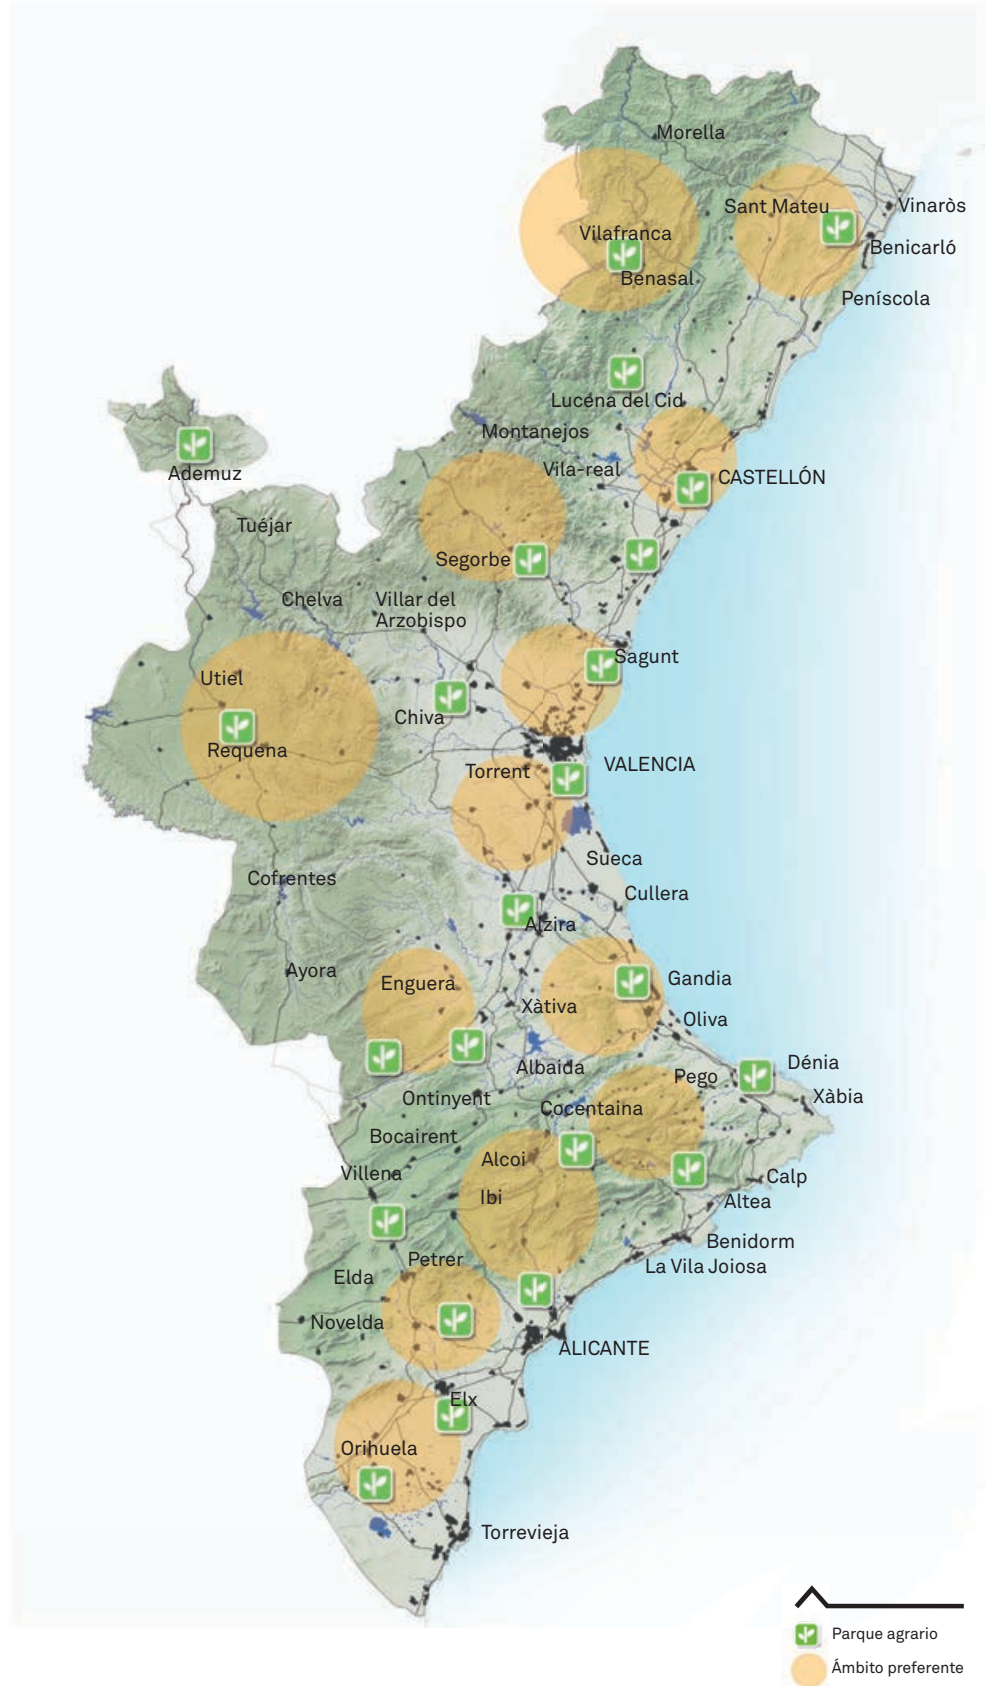 Morella
Sant Mateu
Vinaròs
Vilafranca
Benicarló
Benasal
Peníscola
Lucena del Cid
Montanejos
Vila-real
Ademuz
CASTELLÓN
Tuéjar
Segorbe
Chelva
Villar del
Arzobispo
Sagunt
Utiel
Chiva
Requena
VALENCIA
Torrent
Sueca
Cofrentes
Cullera
Alzira
Ayora
Enguera
Gandia
Xàtiva
Oliva
Albaida
Dénia
Pego
Xàbia
Ontinyent
Cocentaina
Bocairent
Alcoi
Villena
Calp
Ibi
Altea
Benidorm
Petrer
La Vila Joiosa
Elda
Novelda
ALICANTE
Elx
Orihuela
Torrevieja
Parque agrario
Ámbito preferente